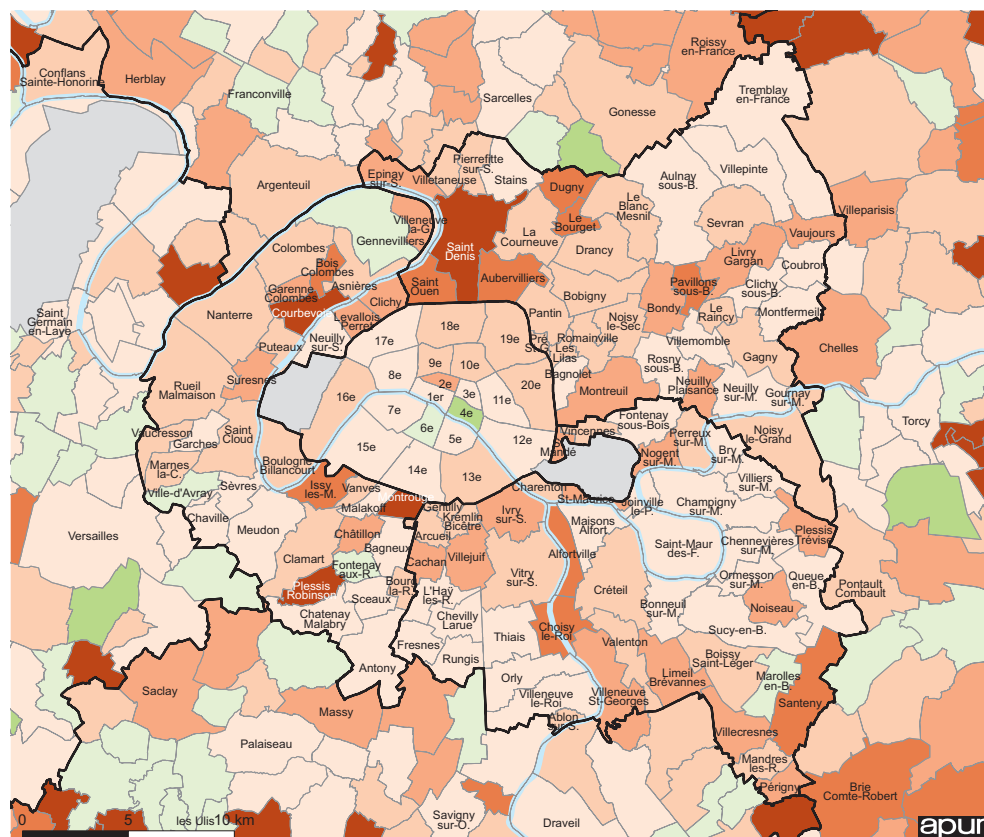 Conflans
Sainte-Honorine
Herblay
Franconville
Sarcelles
Gonesse
Roissy
en-France
Tremblay
en-France
Argenteuil
Epinay
sur-S.
Villetaneuse
Pierrefitte
sur-S.
Stains
Dugny
Le
Bourget
Le
Blanc
Mesnil
Aulnay
sous-B.
Villepinte
Sevran
Villeparisis
Vaujours
Villeneuve
la-G.
Gennevilliers
Saint
Denis
La
Courneuve
Drancy
Livry
Gargan
Coubron
Colombes
Bois
Colombes
Asnières
Garenne
Colombes
Courbevoie
Clichy
Saint
Ouen
Aubervilliers
Bobigny
Bondy
Pavillons
sous-B.
Clichy
sous-B.
Le
Raincy
Montfermeil
Saint
Germain
en-Laye
Nanterre
Puteaux
Neuilly
sur-S.
Levallois
Perret
Pantin
Pré
St-G.
Les
Lilas
Romainville
Noisy
le-Sec
Villemomble
Rosny
sous-B.
Gagny
Chelles
17e
18e
19e
8e
9e
10e
2e
1er
3e
4e
11e
20e
16e
7e
6e
5e
12e
15e
14e
13e
Bagnolet
Montreuil
Neuilly
Plaisance
Neuilly
sur-M.
Gournay
sur-M.
Rueil
Malmaison
Suresnes
Saint
Cloud
Vaucresson
Garches
Marnes
la-C.
Ville-d'Avray
Sèvres
Boulogne
Billancourt
Issy
les-M.
Vanves
Malakoff
Montrouge
Vincennes
Mandé
Fontenay
sous-Bois
Nogent
sur-M.
Perreux
sur-M.
Bry
sur-M.
Noisy
le-Grand
Torcy
Villiers
sur-M.
Versailles
Chaville
Meudon
Clamart
Châtillon
Bagneux
Fontenay
aux-R.
Gentilly
Kremlin
Bicêtre
Arcueil
Cachan
Villejuif
Ivry
sur-S.
Charenton
St-Maurice
Joinville
le-P.
Maisons
Alfort
Alfortville
Saint-Maur
des-F.
Champigny
sur-M.
Chennevières
sur-M.
Plessis
Trévise
Plessis
Robinson
Sceaux
Bourg
la-R.
L'Haÿ
les-R.
Chatenay
Malabry
Vitry
sur-S.
Créteil
Bonneuil
sur-M.
Ormesson
sur-M.
Queue
en-B.
Pontault
Combault
Noiseau
Sucy-en-B.
Chevilly
Larue
Fresnes
Rungis
Thiais
Choisy
le-Roi
Valenton
Boissy
Saint-Léger
Limeil
Brévannes
Marolles
en-B.
Santeny
Antony
Orly
Villeneuve
le-Roi
Ablon
sur-S.
Villeneuve
St-Georges
Villecresnes
Mandres
les-R.
Périgny
Brie
Comte-Robert
Saclay
Massy
Palaiseau
les Ulis
Savigny
sur-O.
Draveil
0 5 10 km
apur